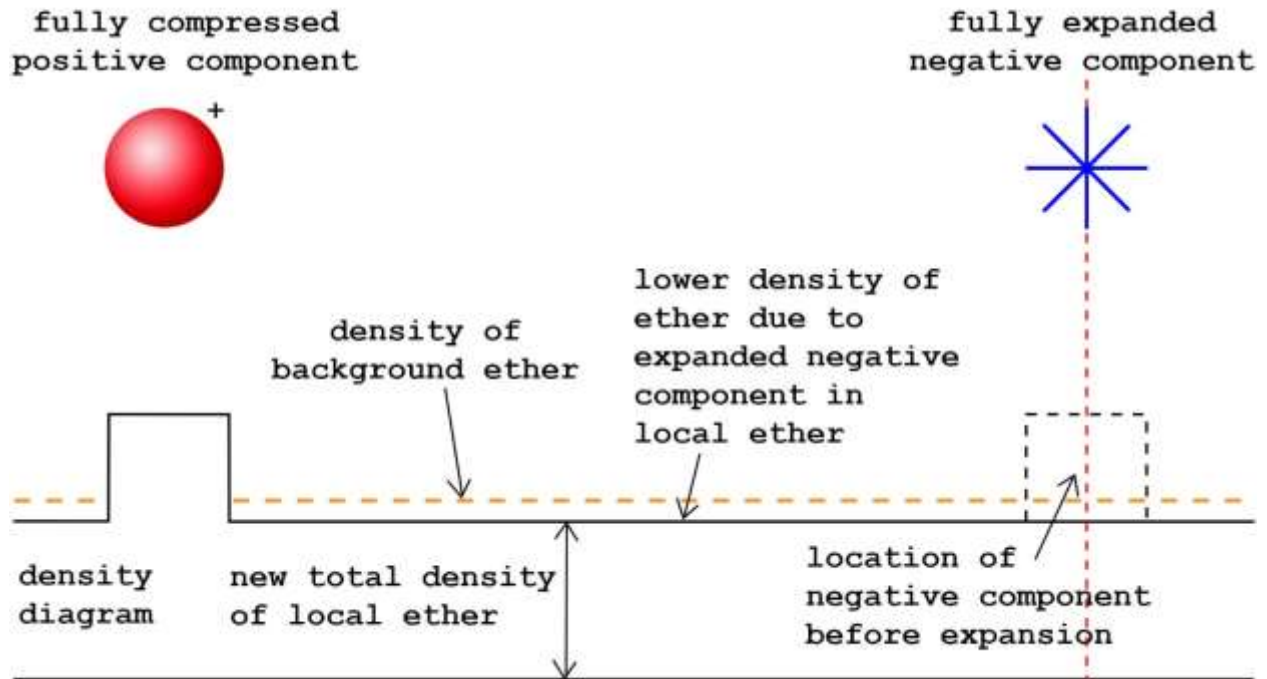 fully compressed
positive component
+
fully expanded
negative component
density of
background ether
lower density of
ether due to
expanded negative
component in
local ether
density
diagram
new total density
of local ether
location of
negative component
before expansion